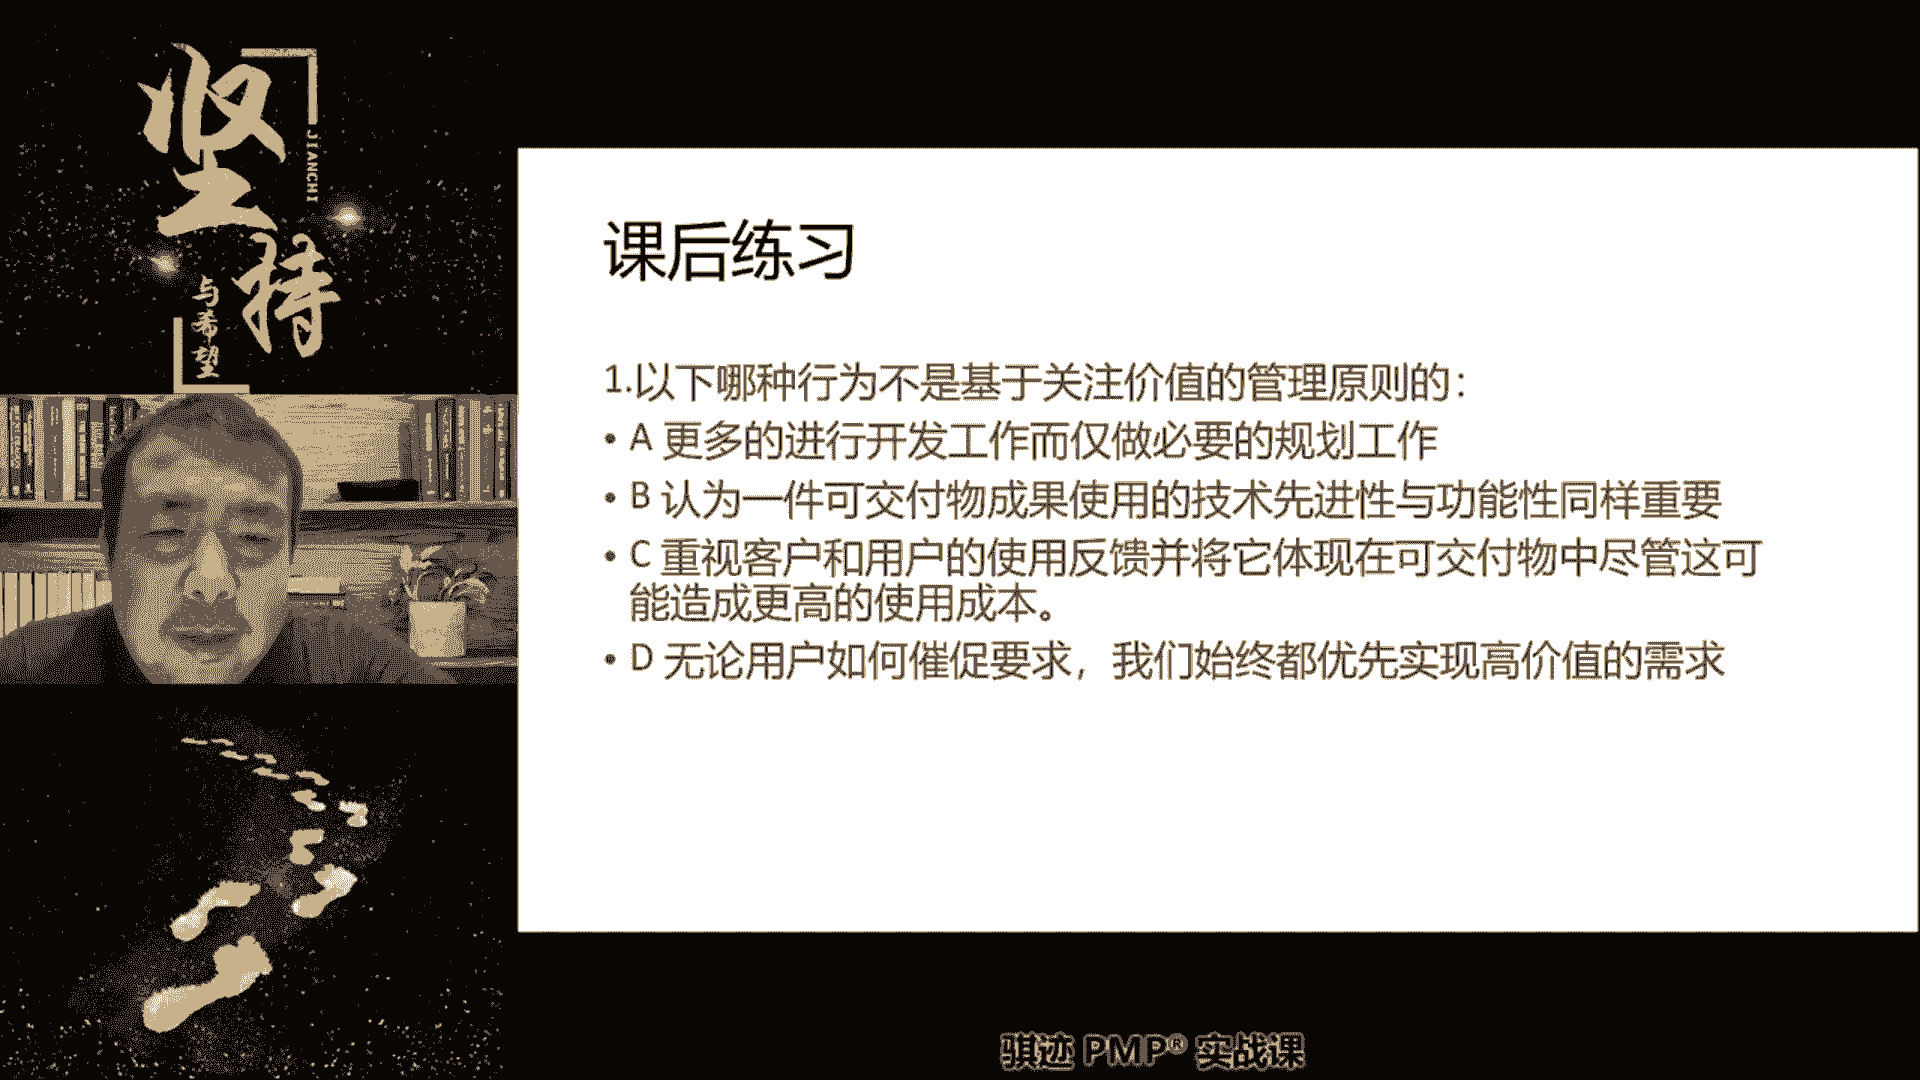 坚持
JIANCHI
与希望
课后练习
1.以下哪种行为不是基于关注价值的管理原则的：
• A 更多的进行开发工作而仅做必要的规划工作
• B 认为一件可交付物成果使用的技术先进性与功能性同样重要
• C 重视客户和用户的使用反馈并将它体现在可交付物中尽管这可
能造成更高的使用成本。
• D 无论用户如何催促要求，我们始终都优先实现高价值的需求
骐迹 PMP® 实战课